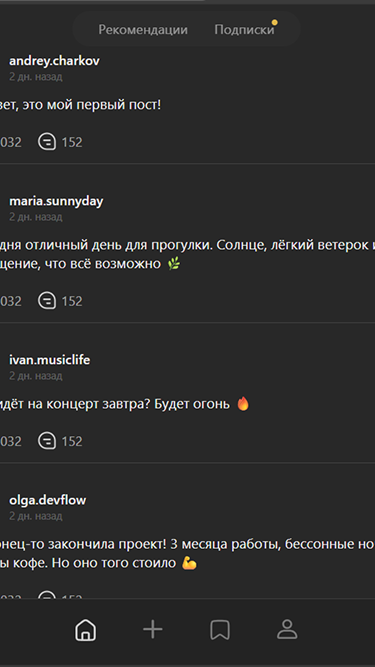 Рекомендации Подписки
andrey.charkov
2 дн. назад
вет, это мой первый пост!
032 152
maria.sunnyday
2 дн. назад
дня отличный день для прогулки. Солнце, лёгкий ветерок и
щение, что всё возможно 🌿
032 152
ivan.musiclife
2 дн. назад
идёт на концерт завтра? Будет огонь 🔥
032 152
olga.devflow
2 дн. назад
онец-то закончила проект! 3 месяца работы, бессонные но
ы кофе. Но оно того стоило 💪
032 152